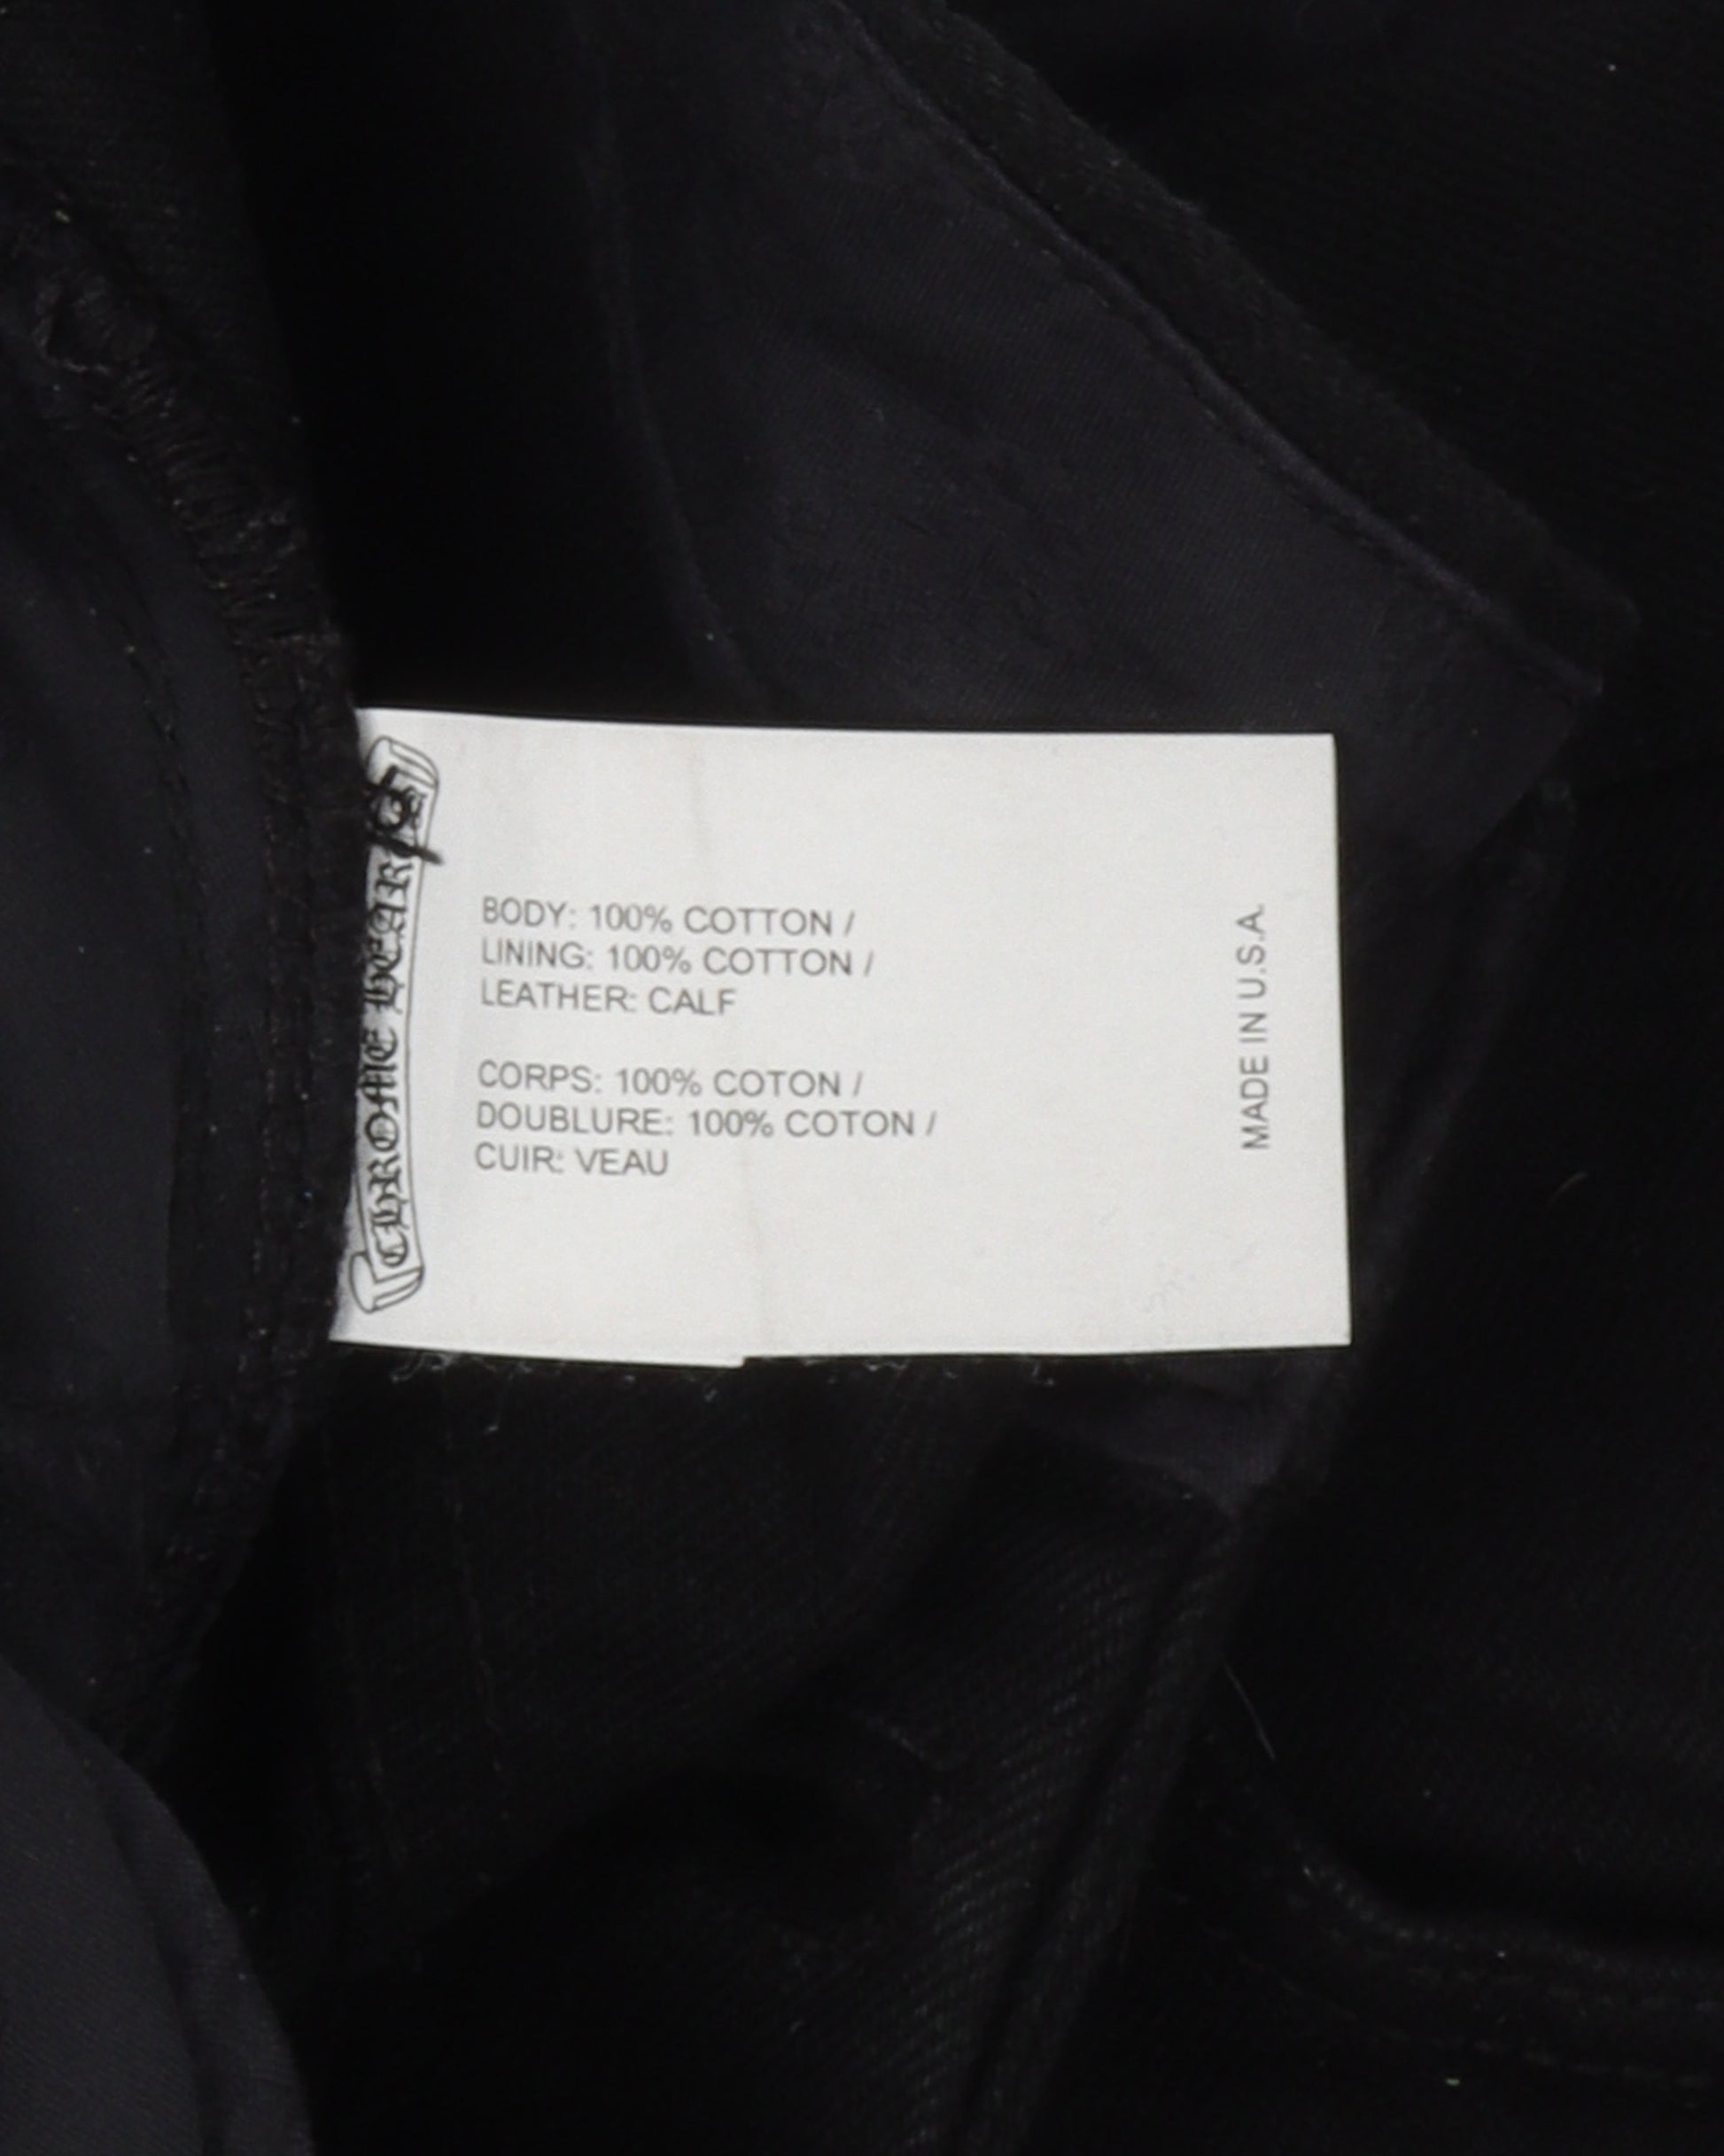 CHROME HEARTS
BODY: 100% COTTON /
LINING: 100% COTTON /
LEATHER: CALF
CORPS: 100% COTON /
DOUBLURE: 100% COTON /
CUIR: VEAU
MADE IN U.S.A.